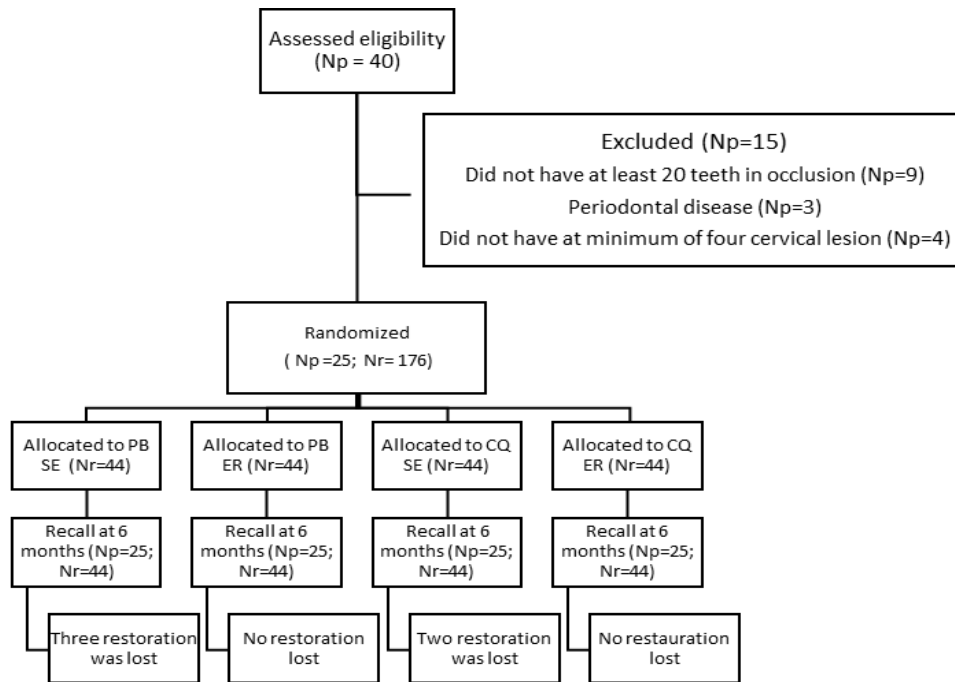 Assessed eligibility
(Np = 40)
Excluded (Np=15)
Did not have at least 20 teeth in occlusion (Np=9)
Periodontal disease (Np=3)
Did not have at minimum of four cervical lesion (Np=4)
Randomized
( Np =25; Nr= 176)
Allocated to PB
SE (Nr=44)
Allocated to PB
ER (Nr=44)
Allocated to CQ
SE (Nr=44)
Allocated to CQ
ER (Nr=44)
Recall at 6
months (Np=25;
Nr=44)
Recall at 6
months (Np=25;
Nr=44)
Recall at 6
months (Np=25;
Nr=44)
Recall at 6
months (Np=25;
Nr=44)
Three restoration
was lost
No restoration
lost
Two restoration
was lost
No restauration
lost